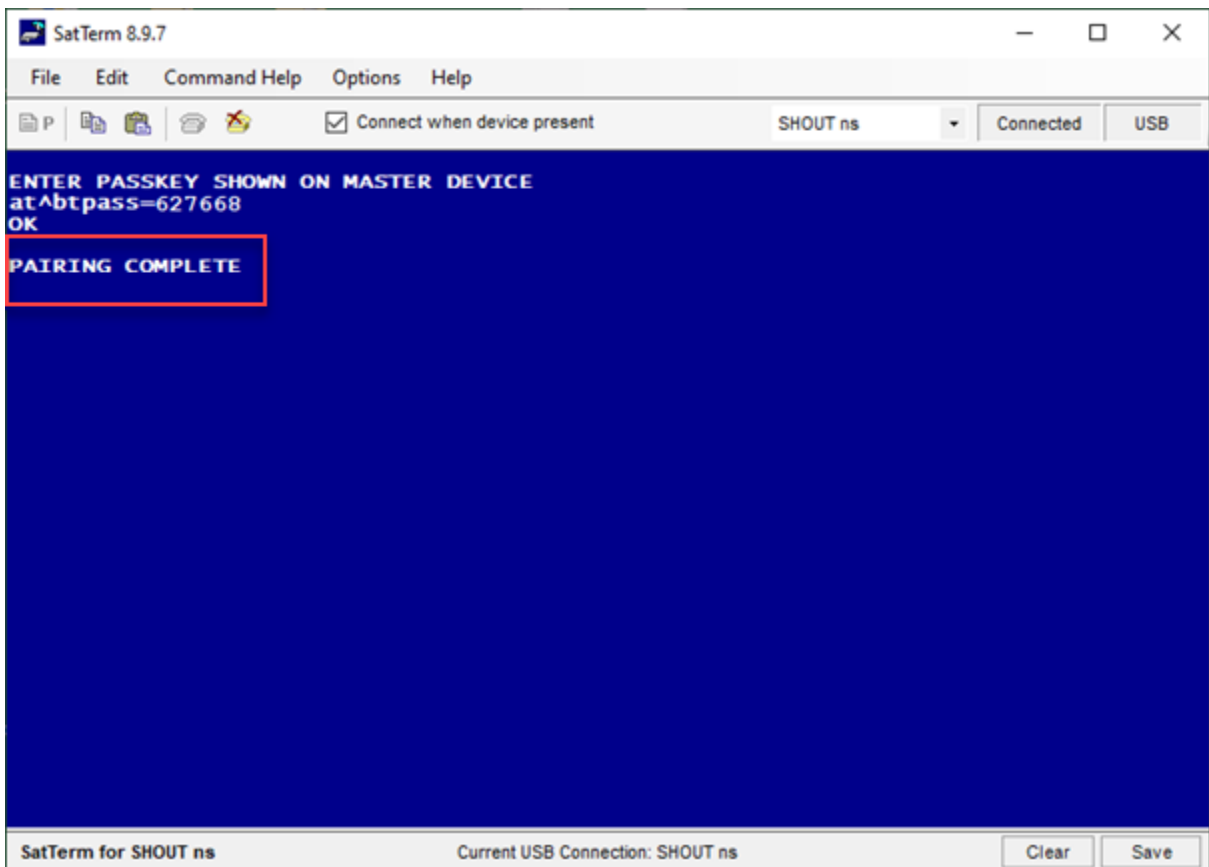 SatTerm 8.9.7
File Edit Command Help Options Help
P Connect when device present SHOUT ns Connected USB
ENTER PASSKEY SHOWN ON MASTER DEVICE
at^btpass=627668
OK
PAIRING COMPLETE
SatTerm for SHOUT ns Current USB Connection: SHOUT ns Clear Save